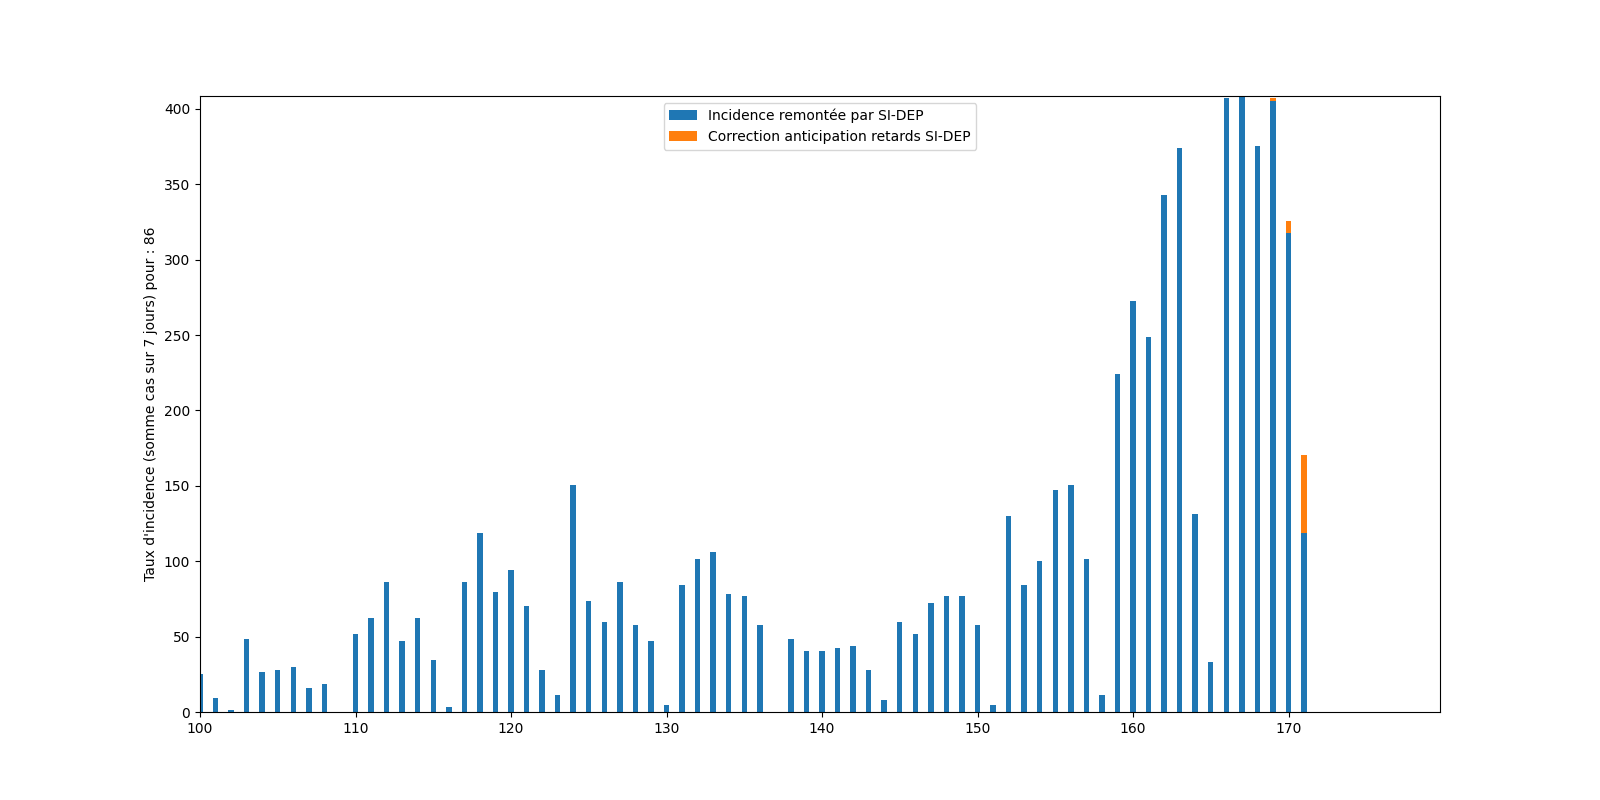 Incidence remontée par SI-DEP
Correction anticipation retards SI-DEP
Taux d'incidence (somme cas sur 7 jours) pour : 86
400
350
300
250
200
150
100
50
0
100 110 120 130 140 150 160 170